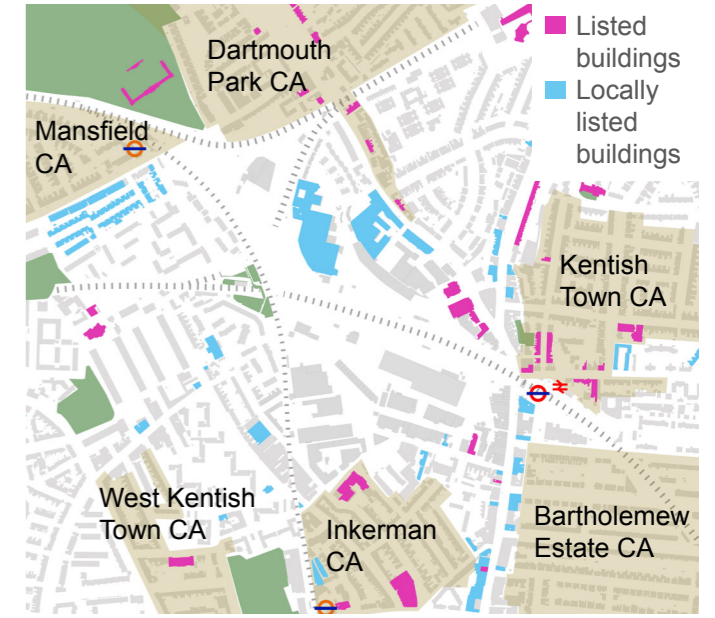 Dartmouth
Park CA
Listed
buildings
Locally
listed
buildings
Mansfield
CA
Kentish
Town CA
West Kentish
Town CA
Inkerman
CA
Bartholemew
Estate CA